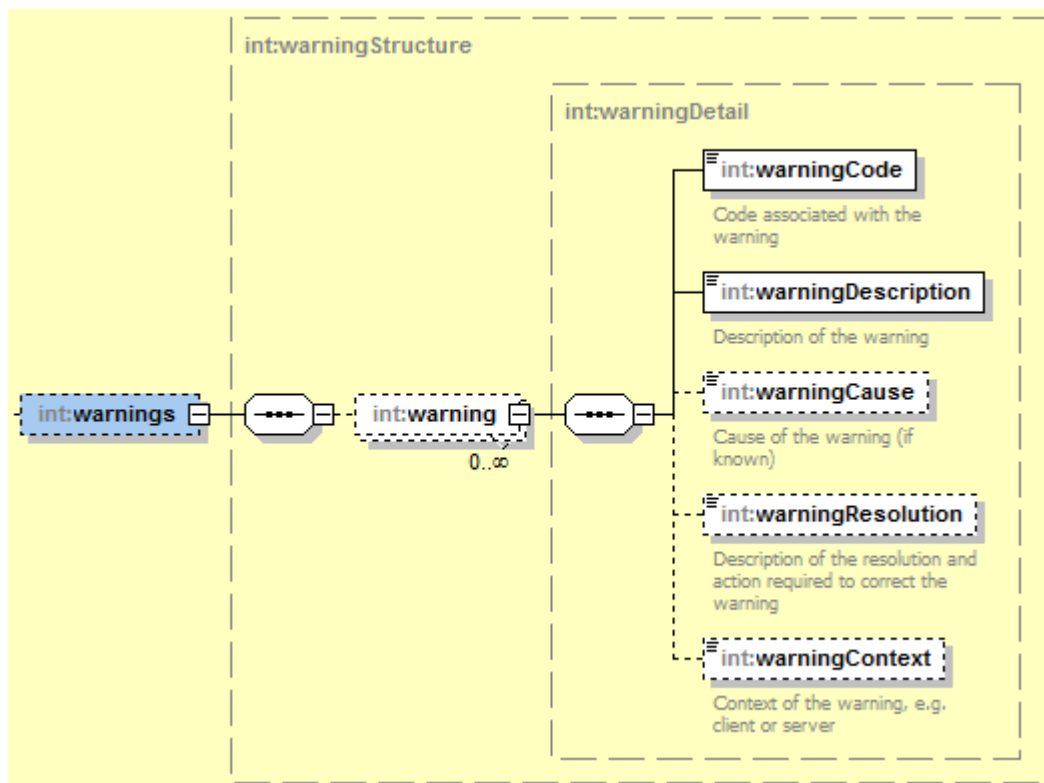 int:warningStructure
int:warningDetail
int:warningCode
Code associated with the
warning
int:warningDescription
Description of the warning
int:warnings
int:warning
0..∞
int:warningCause
Cause of the warning (if
known)
int:warningResolution
Description of the resolution and
action required to correct the
warning
int:warningContext
Context of the warning, e.g.
client or server